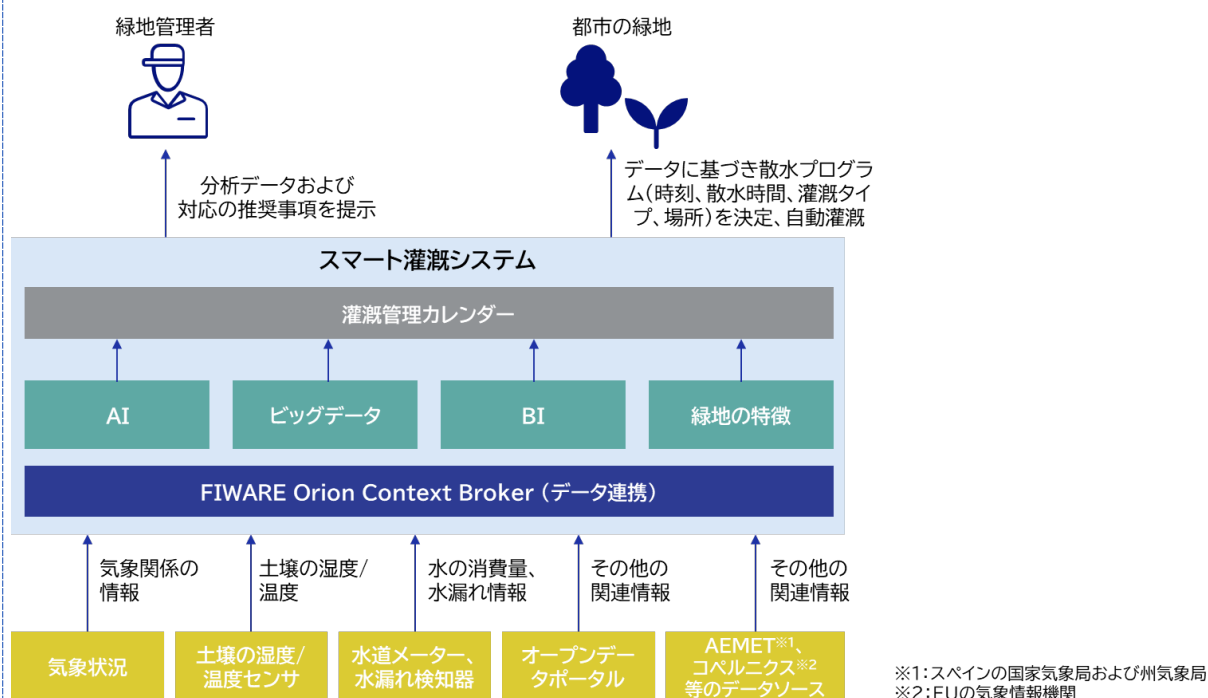 緑地管理者
都市の緑地
分析データおよび
対応の推奨事項を提示
データに基づき散水プログラ
ム(時刻、散水時間、灌漑タイ
プ、場所)を決定、自動灌漑
スマート灌漑システム
灌漑管理カレンダー
AI
ビッグデータ
BI
緑地の特徴
FIWARE Orion Context Broker (データ連携)
気象関係の
情報
土壌の湿度/
温度
水の消費量、
水漏れ情報
その他の
関連情報
その他の
関連情報
気象状況
土壌の湿度/
温度センサ
水道メーター、
水漏れ検知器
オープンデー
タポータル
AEMET※1、
コペルニクス※2
等のデータソース
※1:スペインの国家気象局および州気象局
※2:EUの気象情報機関